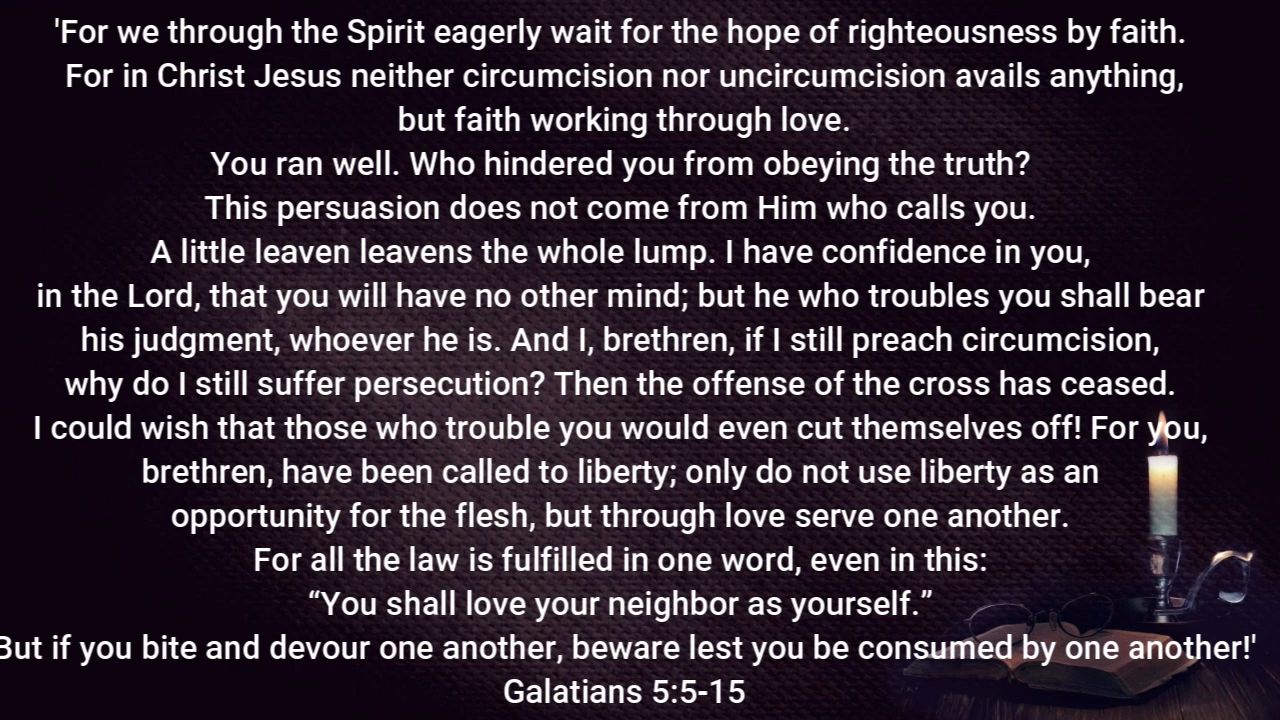 'For we through the Spirit eagerly wait for the hope of righteousness by faith.
For in Christ Jesus neither circumcision nor uncircumcision avails anything,
but faith working through love.
You ran well. Who hindered you from obeying the truth?
This persuasion does not come from Him who calls you.
A little leaven leavens the whole lump. I have confidence in you,
in the Lord, that you will have no other mind; but he who troubles you shall bear
his judgment, whoever he is. And I, brethren, if I still preach circumcision,
why do I still suffer persecution? Then the offense of the cross has ceased.
I could wish that those who trouble you would even cut themselves off! For you,
brethren, have been called to liberty; only do not use liberty as an
opportunity for the flesh, but through love serve one another.
For all the law is fulfilled in one word, even in this:
“You shall love your neighbor as yourself.”
But if you bite and devour one another, beware lest you be consumed by one another!'
Galatians 5:5-15